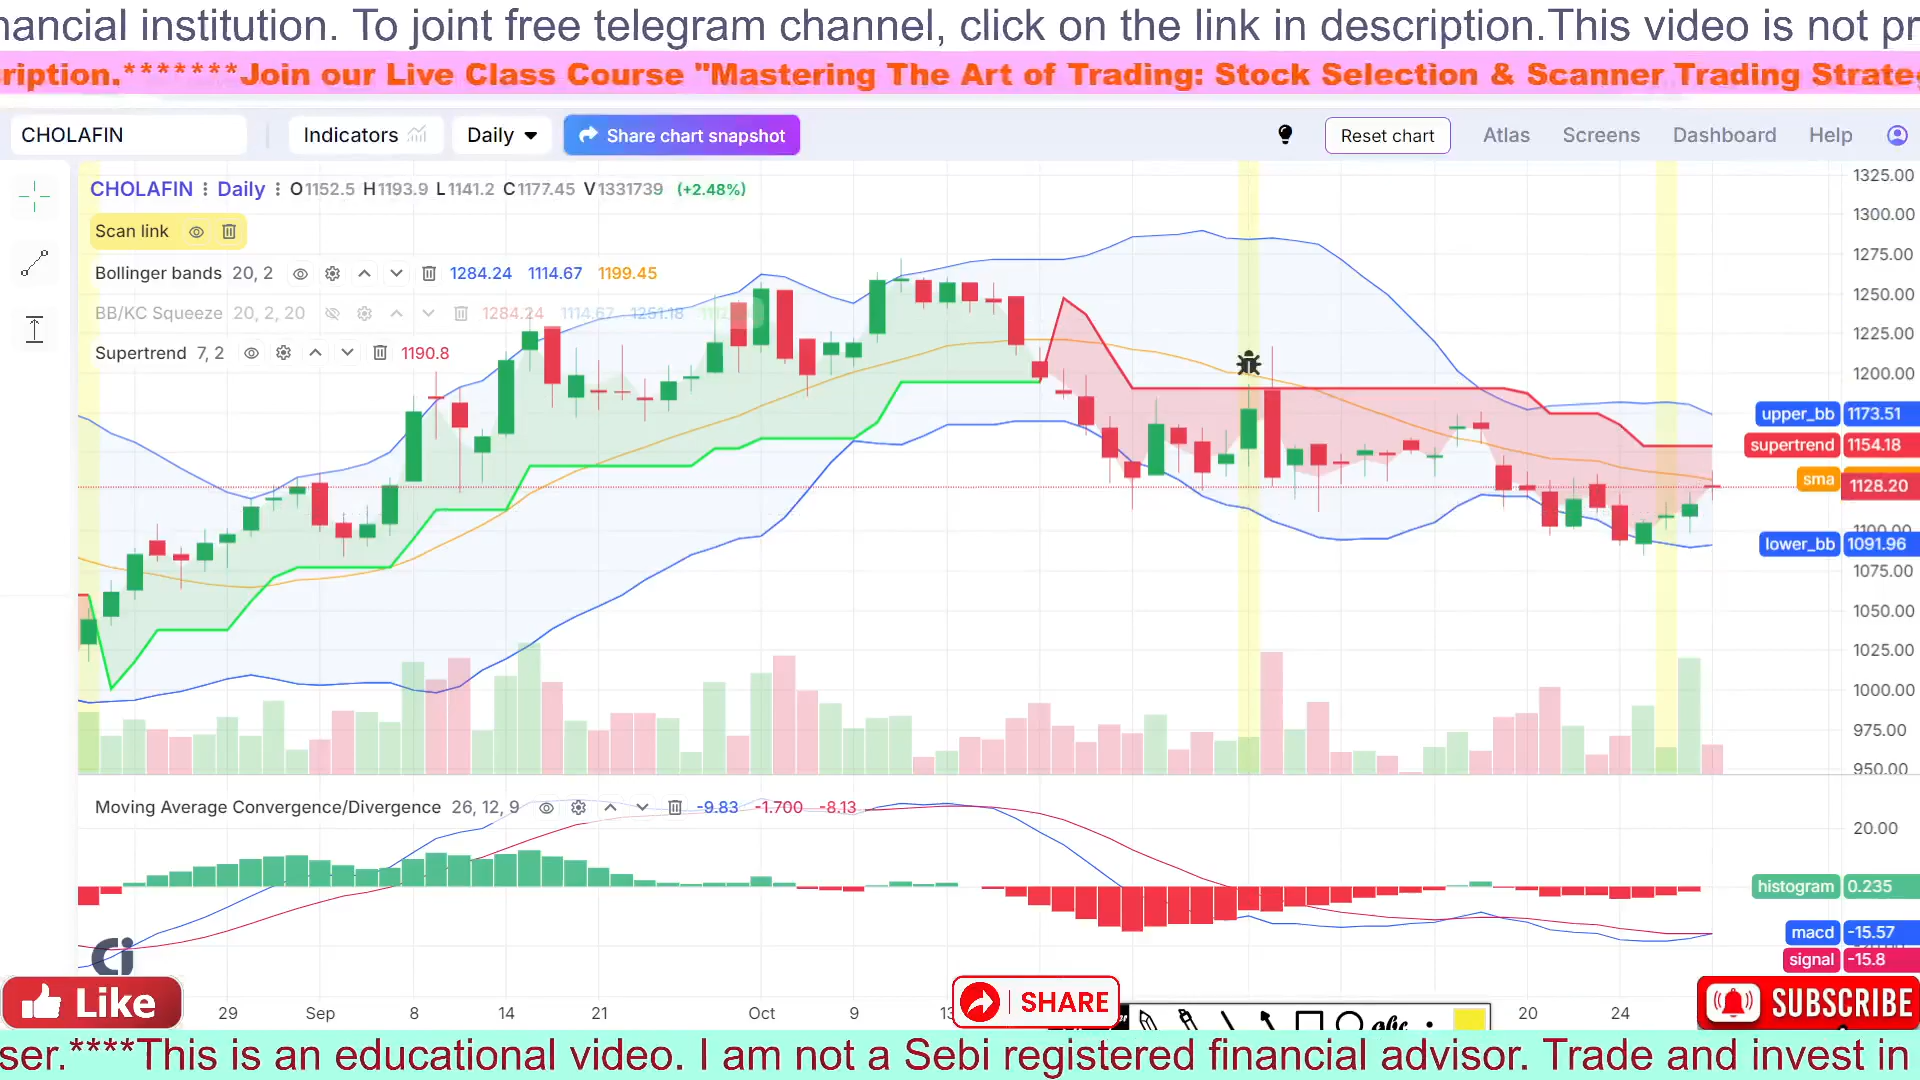 nancial institution. To joint free telegram channel, click on the link in description.This video is not pr
ription.*******Join our Live Class Course "Mastering The Art of Trading: Stock Selection & Scanner Trading Strate
CHOLAFIN Indicators Daily Share chart snapshot Reset chart Atlas Screens Dashboard Help
CHOLAFIN : Daily : O1152.5 H1193.9 L1141.2 C1177.45 V1331739 (+2.48%)
Scan link
Bollinger bands 20, 2 1284.24 1114.67 1199.45
BB/KC Squeeze 20, 2, 20 1284.24 1114.67 1251.18
Supertrend 7, 2 1190.8
1325.00
1300.00
1275.00
1250.00
1225.00
1200.00
upper_bb 1173.51
supertrend 1154.18
sma
1128.20
1100.00
lower_bb 1091.96
1075.00
1050.00
1025.00
1000.00
975.00
950.00
Moving Average Convergence/Divergence 26, 12, 9 -9.83 -1.700 -8.13
20.00
histogram 0.235
macd -15.57
signal -15.8
Ci
Like
29 Sep 8 14 21 Oct 9 20 24
SHARE
abc
SUBSCRIBE
ser.****This is an educational video. I am not a Sebi registered financial advisor. Trade and invest in